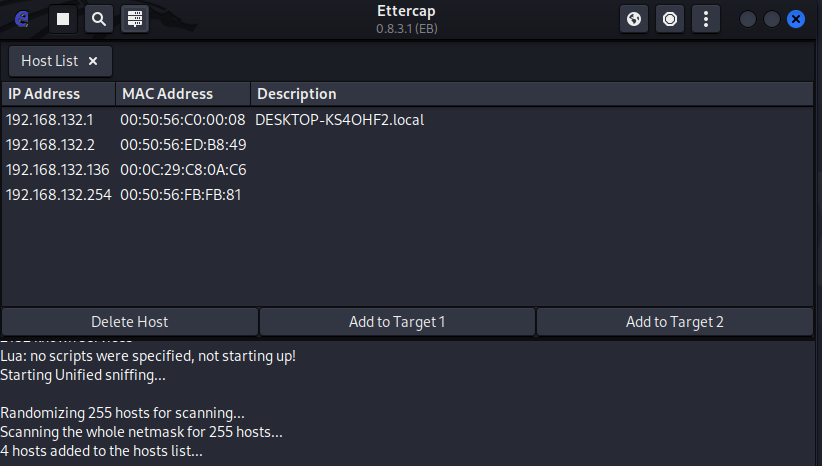 Ettercap
0.8.3.1 (EB)
Host List ×
IP Address MAC Address Description
192.168.132.1 00:50:56:C0:00:08 DESKTOP-KS4OHF2.local
192.168.132.2 00:50:56:ED:B8:49
192.168.132.136 00:0C:29:C8:0A:C6
192.168.132.254 00:50:56:FB:FB:81
Delete Host Add to Target 1 Add to Target 2
known services
Lua: no scripts were specified, not starting up!
Starting Unified sniffing...
Randomizing 255 hosts for scanning...
Scanning the whole netmask for 255 hosts...
4 hosts added to the hosts list...